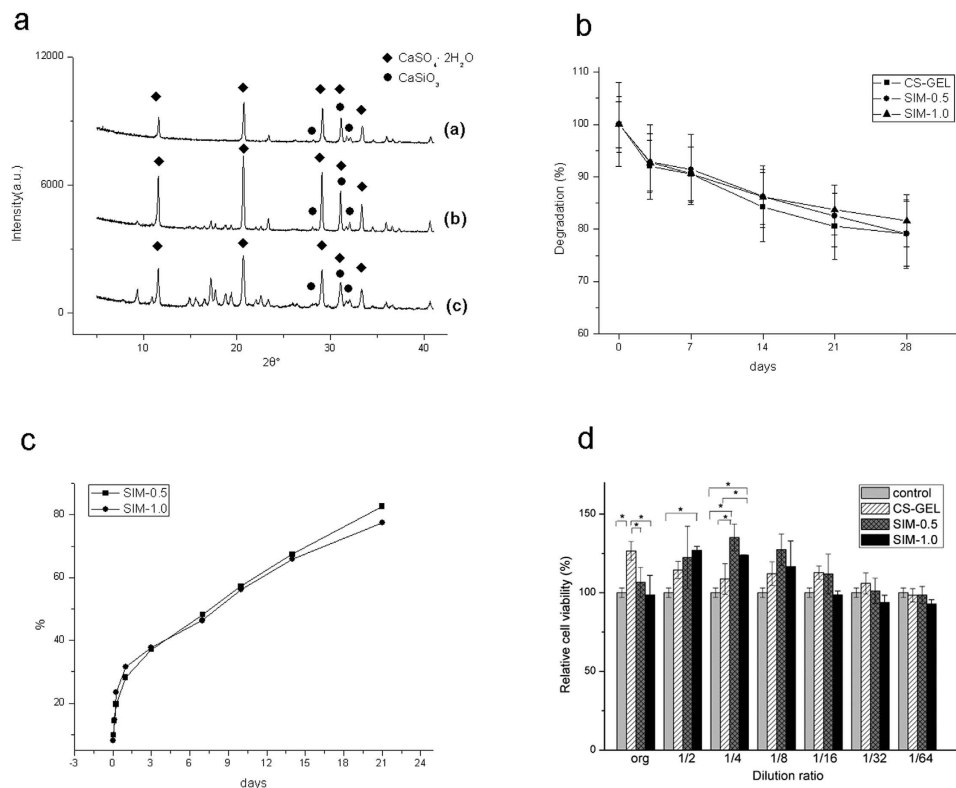 a
12000
6000
0
Intensity(a.u.)
CaSO4· 2H2O
CaSiO3
(a)
(b)
(c)
10
20
30
40
2θ°
b
110
100
90
80
70
60
Degradation (%)
CS-GEL
SIM-0.5
SIM-1.0
0
7
14
21
28
days
c
SIM-0.5
SIM-1.0
80
60
40
20
%
-3
0
3
6
9
12
15
18
21
24
days
d
150
100
50
0
Relative cell viability (%)
control
CS-GEL
SIM-0.5
SIM-1.0
* * *
*
*
* *
* *
org
1/2
1/4
1/8
1/16
1/32
1/64
Dilution ratio